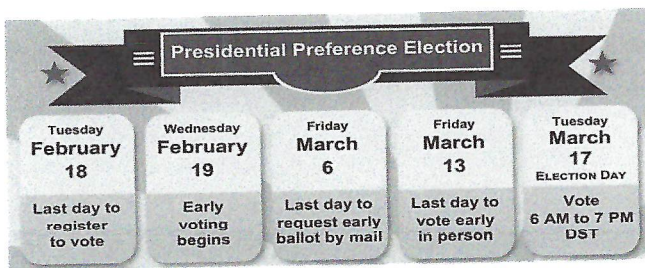 Presidential Preference Election
Tuesday
February
18
Last day to
register
to vote
Wednesday
February
19
Early
voting
begins
Friday
March
6
Last day to
request early
ballot by mail
Friday
March
13
Last day to
vote early
in person
Tuesday
March
17
ELECTION DAY
Vote
6 AM to 7 PM
DST